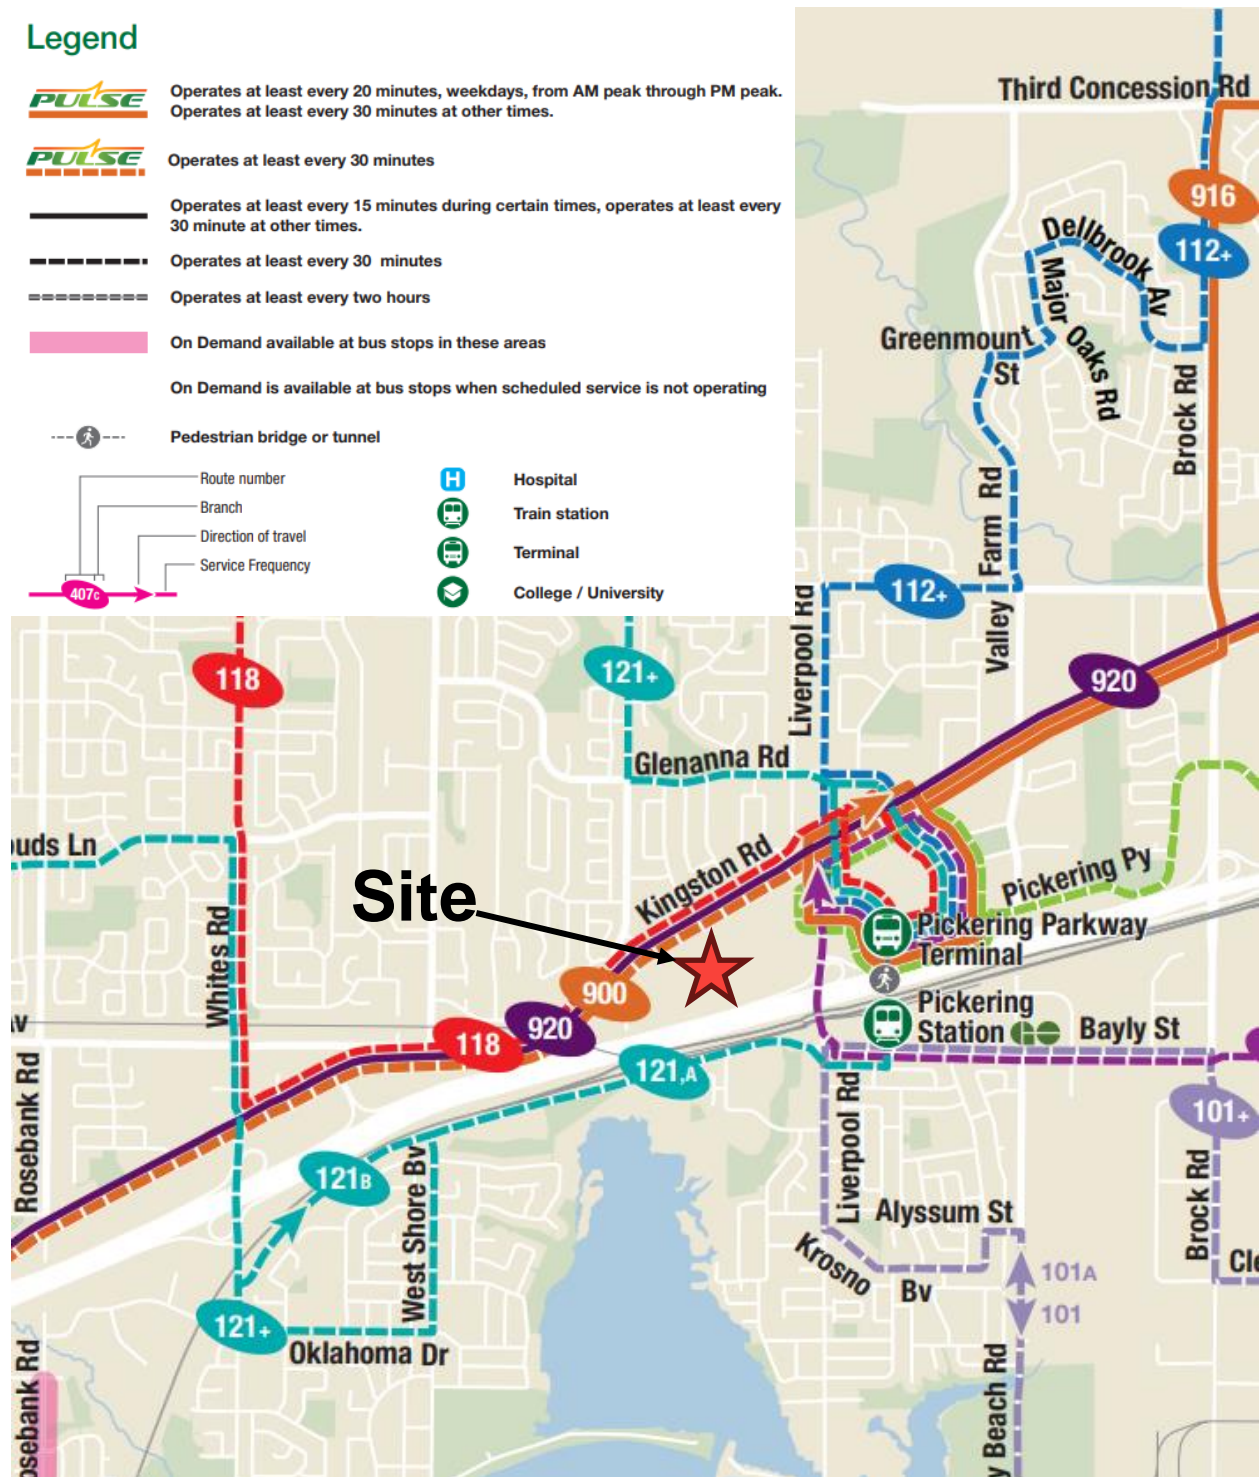 Legend
PULSE
Operates at least every 20 minutes, weekdays, from AM peak through PM peak.
Operates at least every 30 minutes at other times.
PULSE
Operates at least every 30 minutes
Operates at least every 15 minutes during certain times, operates at least every
30 minute at other times.
Operates at least every 30 minutes
Operates at least every two hours
On Demand available at bus stops in these areas
On Demand is available at bus stops when scheduled service is not operating
Pedestrian bridge or tunnel
Route number
Branch
Direction of travel
Service Frequency
407c
H
Hospital
Train station
Terminal
College / University
Third Concession Rd
916
112+
Dellbrook Av
Major Oaks Rd
Greenmount
St
Brock Rd
Valley Farm Rd
112+
Liverpool Rd
118
121+
920
Glenanna Rd
uds Ln
Kingston Rd
Pickering Py
Site
Whites Rd
Pickering Parkway
Terminal
900
Pickering
Station
Bayly St
920
118
121,A
Rosebank Rd
Liverpool Rd
101+
121B
West Shore Bv
Alyssum St
Brock Rd
Krosno Bv
Cle
101A
101
121+
Oklahoma Dr
osebank Rd
y Beach Rd